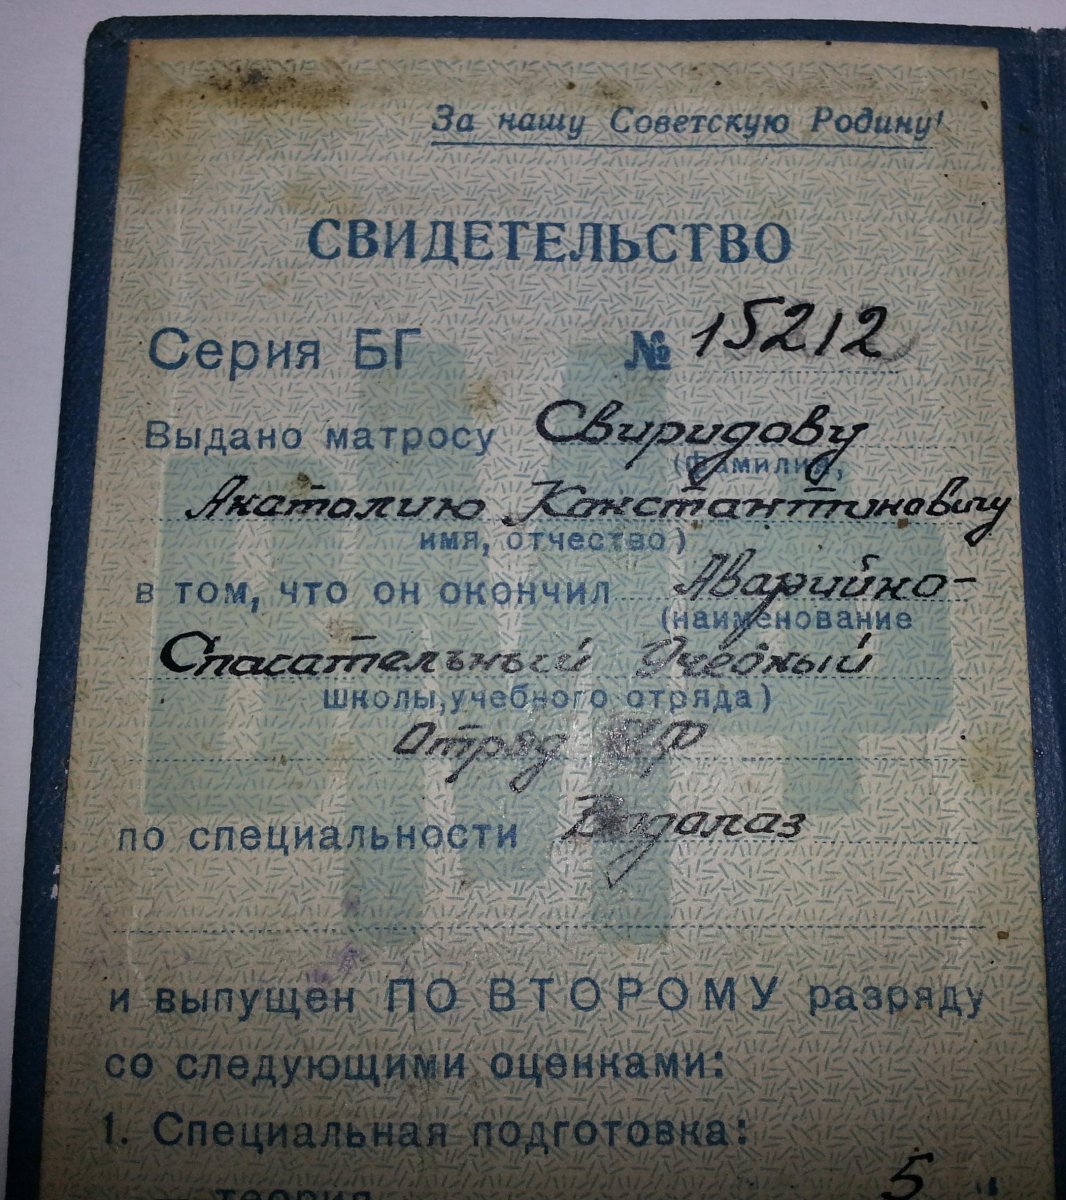 За нашу Советскую Родину!
СВИДЕТЕЛЬСТВО
Серия БГ № 15212
Выдано матросу Свиридову
(фамилия,
Анатолию Константиновичу
имя, отчество)
в том, что он окончил Аварийно-
(наименование
Спасательный Учебный
школы, учебного отряда)
Отряд
по специальности Водолаз
и выпущен ПО ВТОРОМУ разряду
со следующими оценками:
1. Специальная подготовка:
теория 5
ВМФ